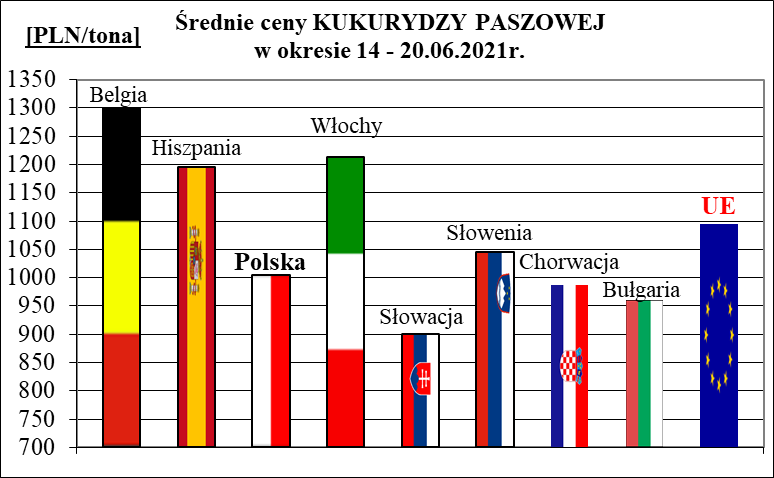 Średnie ceny KUKURYDZY PASZOWEJ
[PLN/tona]
w okresie 14 - 20.06.2021r.
1350
1300
1250
1200
1150
1100
1050
1000
950
900
850
800
750
700
Belgia
Hiszpania
Polska
Włochy
Słowacja
Słowenia
Chorwacja
Bułgaria
UE